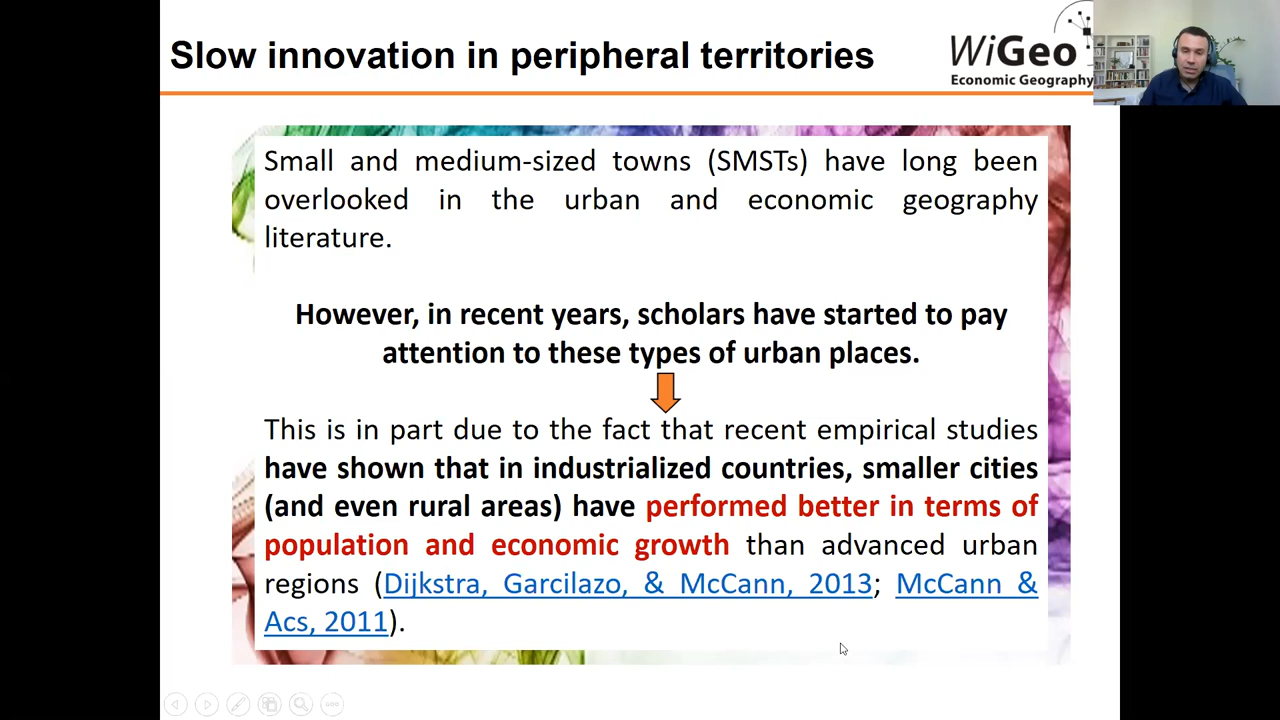 Slow innovation in peripheral territories
WiGeo
Economic Geography
Small and medium-sized towns (SMSTs) have long been
overlooked in the urban and economic geography
literature.
However, in recent years, scholars have started to pay
attention to these types of urban places.
This is in part due to the fact that recent empirical studies
have shown that in industrialized countries, smaller cities
(and even rural areas) have performed better in terms of
population and economic growth than advanced urban
regions (Dijkstra, Garcilazo, & McCann, 2013; McCann &
Acs, 2011).